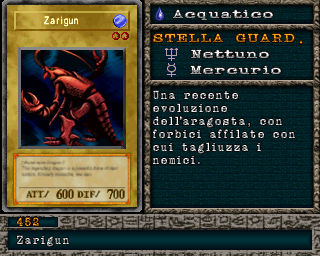 Zarigun
ATT/ 600 DIF/ 700
Acquatico
STELLA GUARD.
Nettuno
Mercurio
Una recente
evoluzione
dell'aragosta, con
forbici affilate con
cui tagliuzza i
nemici.
452
Zarigun